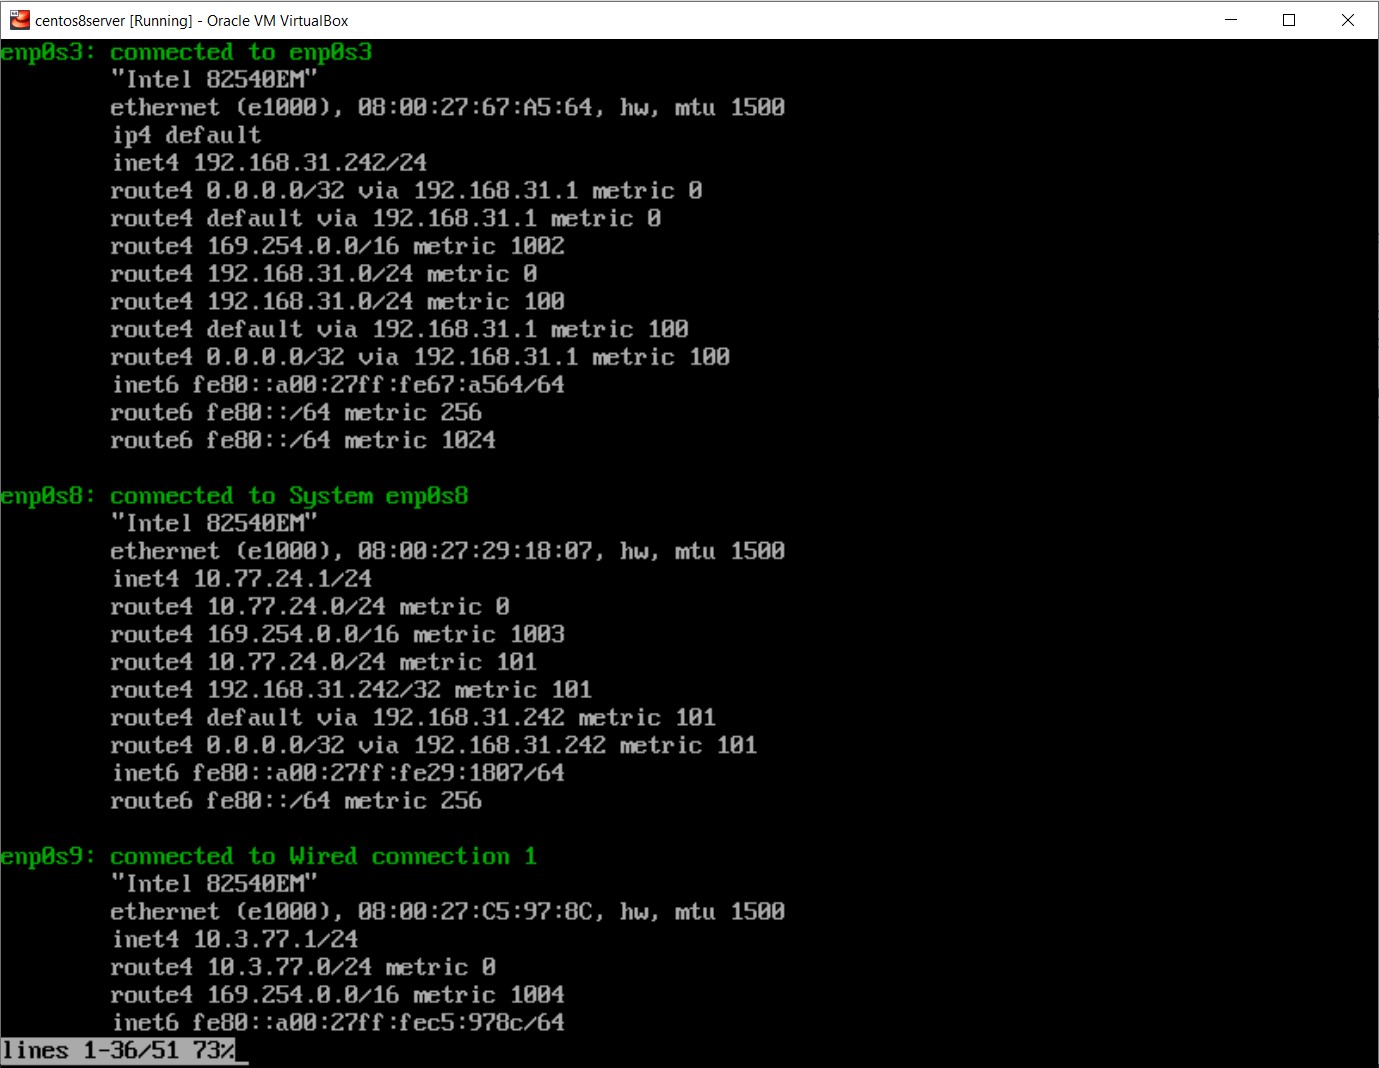 centos8server [Running] - Oracle VM VirtualBox
enp0s3: connected to enp0s3
"Intel 82540EM"
ethernet (e1000), 08:00:27:67:A5:64, hw, mtu 1500
ip4 default
inet4 192.168.31.242/24
route4 0.0.0.0/32 via 192.168.31.1 metric 0
route4 default via 192.168.31.1 metric 0
route4 169.254.0.0/16 metric 1002
route4 192.168.31.0/24 metric 0
route4 192.168.31.0/24 metric 100
route4 default via 192.168.31.1 metric 100
route4 0.0.0.0/32 via 192.168.31.1 metric 100
inet6 fe80::a00:27ff:fe67:a564/64
route6 fe80::/64 metric 256
route6 fe80::/64 metric 1024
enp0s8: connected to System enp0s8
"Intel 82540EM"
ethernet (e1000), 08:00:27:29:18:07, hw, mtu 1500
inet4 10.77.24.1/24
route4 10.77.24.0/24 metric 0
route4 169.254.0.0/16 metric 1003
route4 10.77.24.0/24 metric 101
route4 192.168.31.242/32 metric 101
route4 default via 192.168.31.242 metric 101
route4 0.0.0.0/32 via 192.168.31.242 metric 101
inet6 fe80::a00:27ff:fe29:1807/64
route6 fe80::/64 metric 256
enp0s9: connected to Wired connection 1
"Intel 82540EM"
ethernet (e1000), 08:00:27:C5:97:8C, hw, mtu 1500
inet4 10.3.77.1/24
route4 10.3.77.0/24 metric 0
route4 169.254.0.0/16 metric 1004
inet6 fe80::a00:27ff:fec5:978c/64
lines 1-36/51 73%